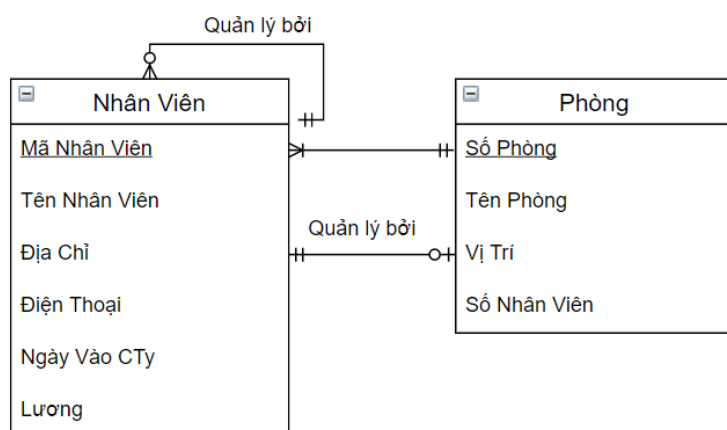 Quản lý bởi
Nhân Viên
Mã Nhân Viên
Tên Nhân Viên
Địa Chỉ
Điện Thoại
Ngày Vào CTy
Lương
Quản lý bởi
Phòng
Số Phòng
Tên Phòng
Vị Trí
Số Nhân Viên